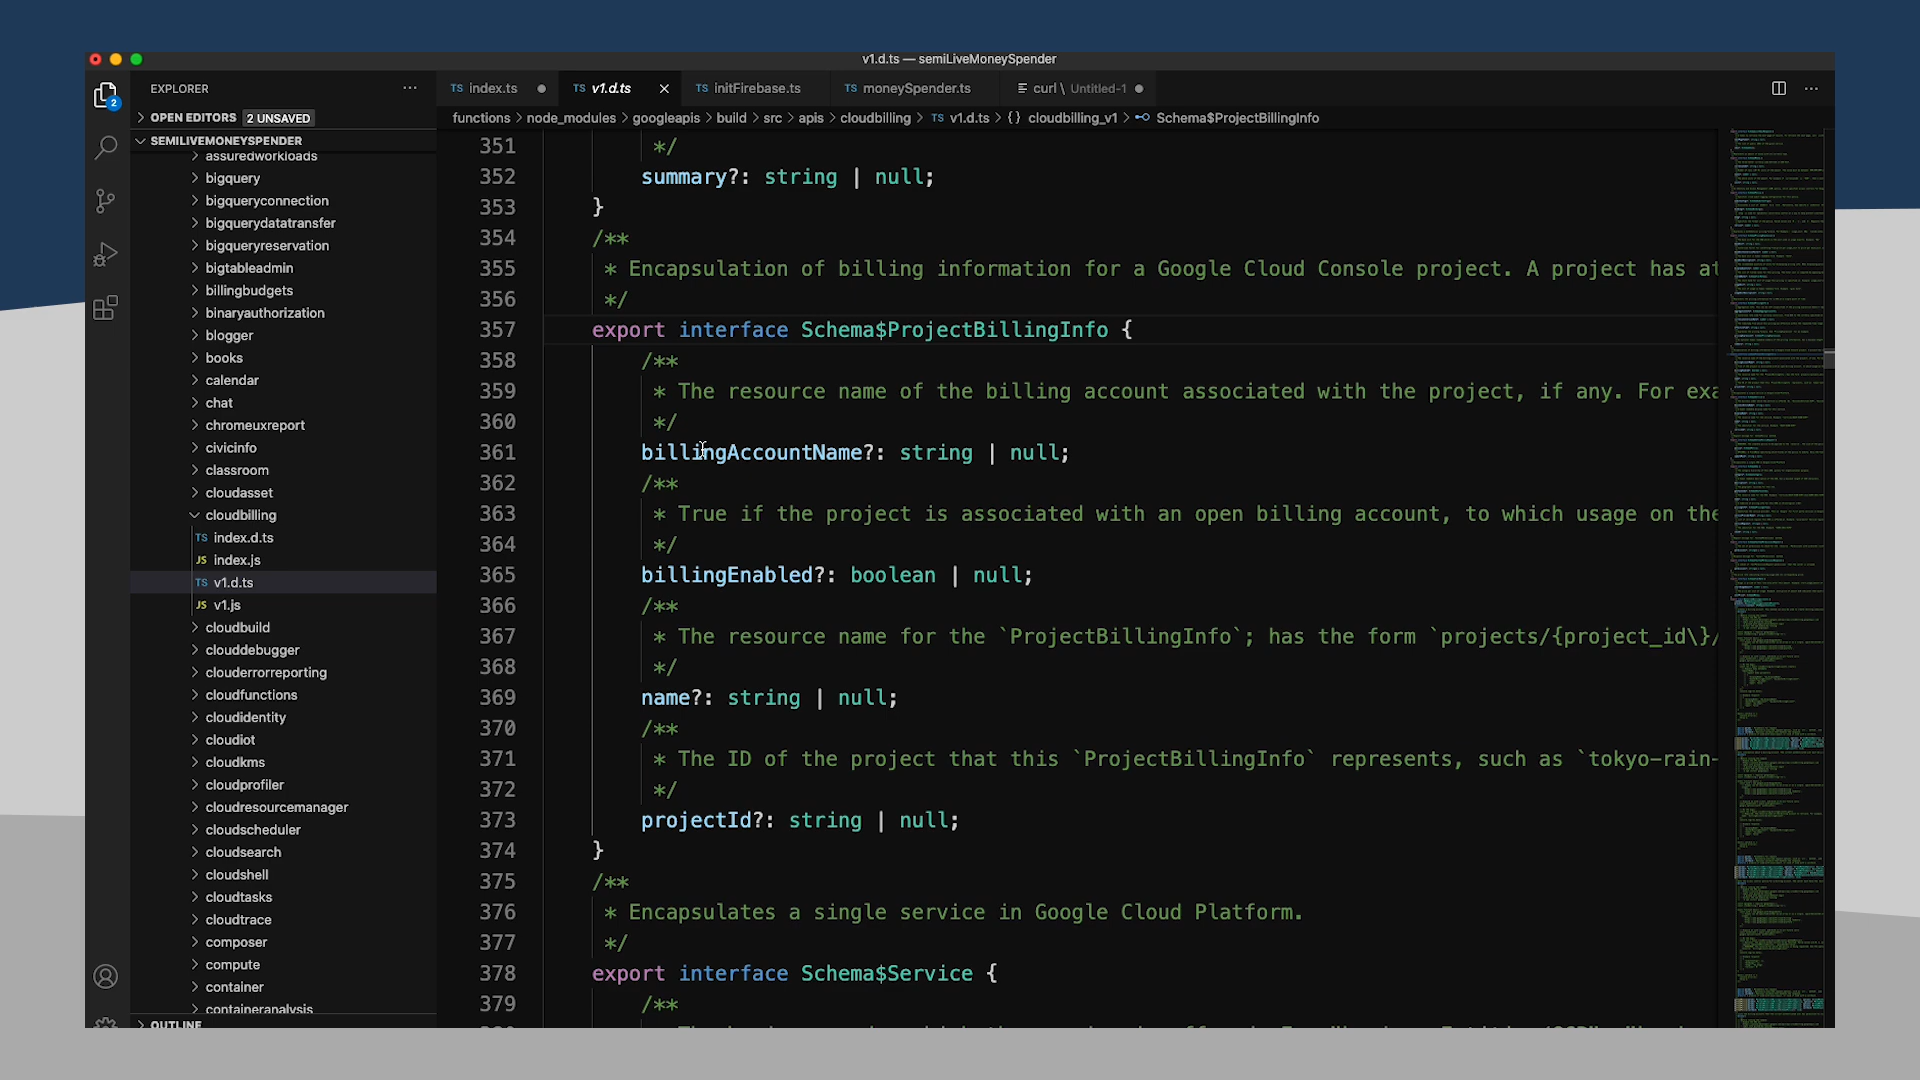 v1.d.ts — semiLiveMoneySpender
EXPLORER
TS index.ts
TS v1.d.ts
TS initFirebase.ts
TS moneySpender.ts
curl \ Untitled-1
2
OPEN EDITORS 2 UNSAVED
functions > node_modules > googleapis > build > src > apis > cloudbilling > TS v1.d.ts > {} cloudbilling_v1 > Schema$ProjectBillingInfo
SEMILIVEMONEYSPENDER
assuredworkloads
bigquery
bigqueryconnection
bigquerydatatransfer
bigqueryreservation
bigtableadmin
billingbudgets
binaryauthorization
blogger
books
calendar
chat
chromeuxreport
civicinfo
classroom
cloudasset
cloudbilling
TS index.d.ts
JS index.js
TS v1.d.ts
JS v1.js
cloudbuild
clouddebugger
clouderrorreporting
cloudfunctions
cloudidentity
cloudiot
cloudkms
cloudprofiler
cloudresourcemanager
cloudscheduler
cloudsearch
cloudshell
cloudtasks
cloudtrace
composer
compute
container
containeranalysis
OUTLINE
351 */
352 summary?: string | null;
353 }
354 /**
355 * Encapsulation of billing information for a Google Cloud Console project. A project has at
356 */
357 export interface Schema$ProjectBillingInfo {
358 /**
359 * The resource name of the billing account associated with the project, if any. For exa
360 */
361 billingAccountName?: string | null;
362 /**
363 * True if the project is associated with an open billing account, to which usage on the
364 */
365 billingEnabled?: boolean | null;
366 /**
367 * The resource name for the `ProjectBillingInfo`; has the form `projects/{project_id\}/
368 */
369 name?: string | null;
370 /**
371 * The ID of the project that this `ProjectBillingInfo` represents, such as `tokyo-rain-
372 */
373 projectId?: string | null;
374 }
375 /**
376 * Encapsulates a single service in Google Cloud Platform.
377 */
378 export interface Schema$Service {
379 /**